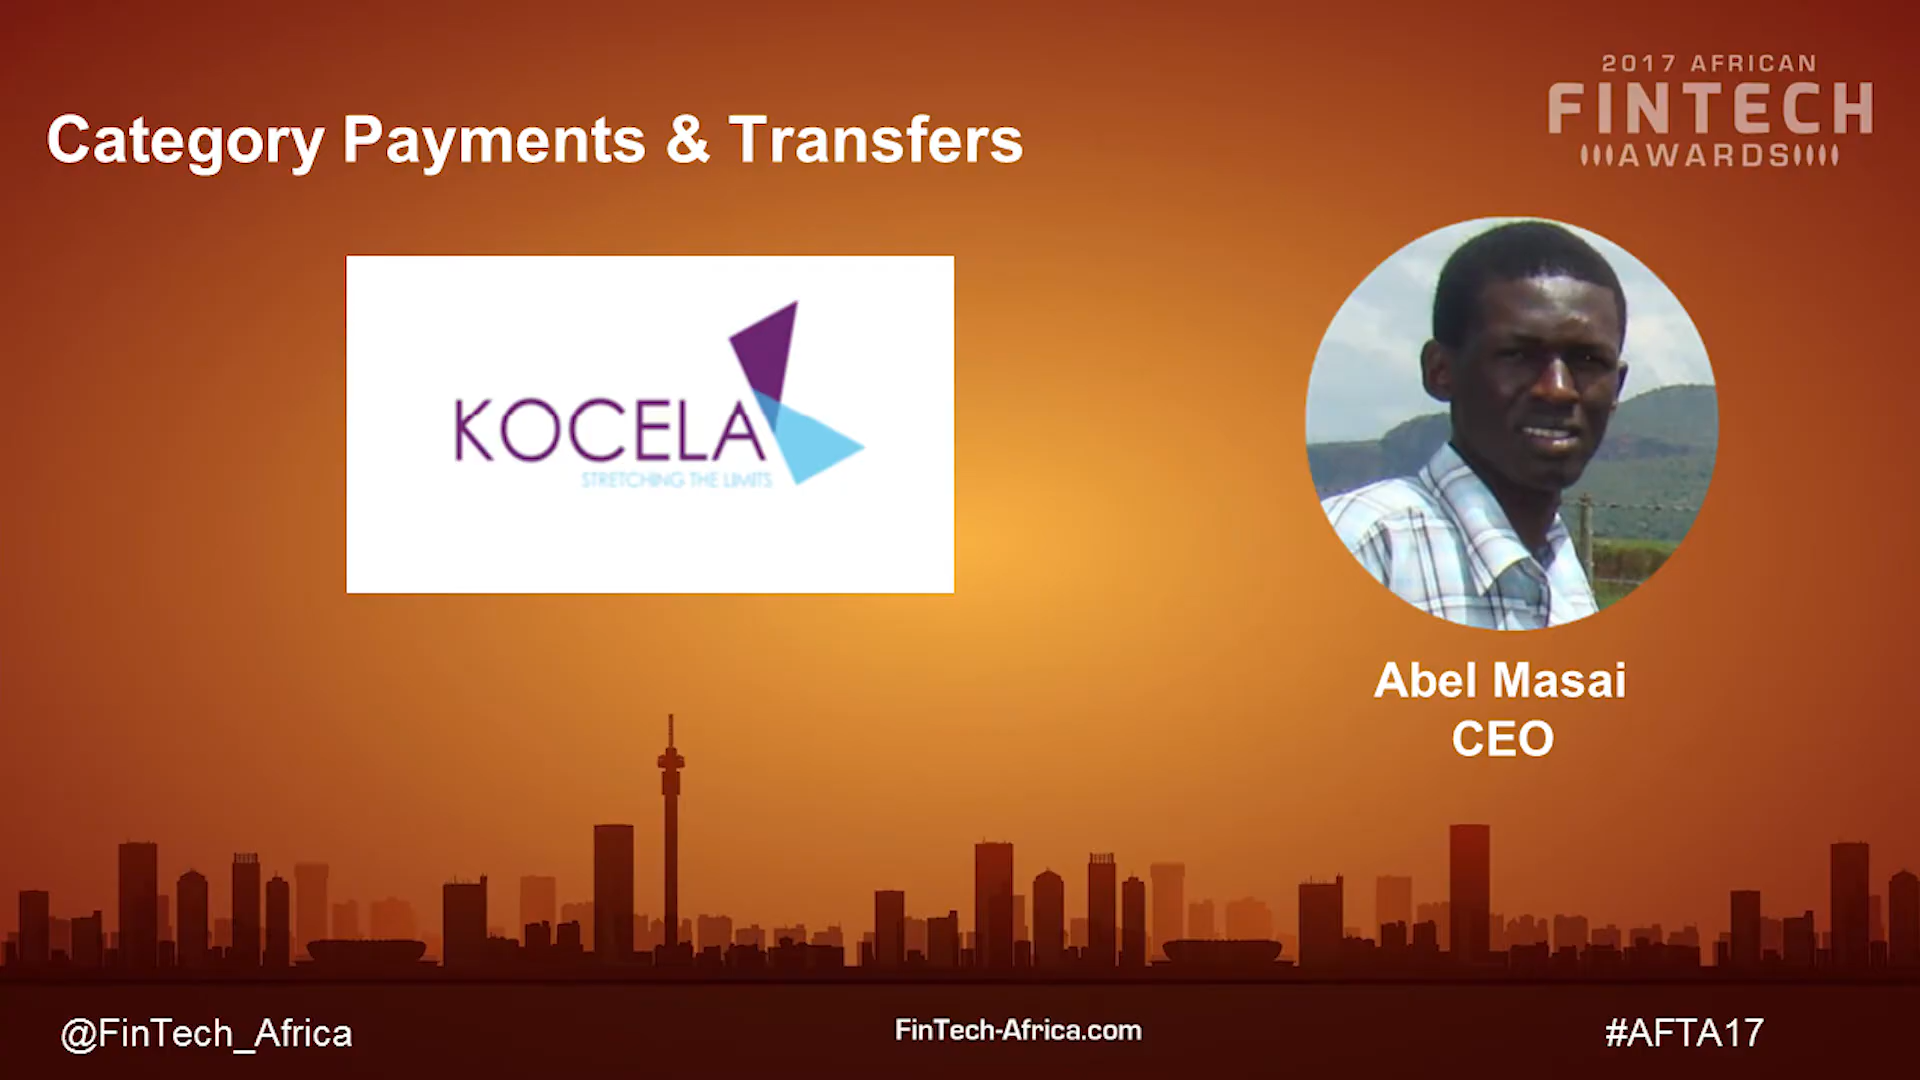 2017 AFRICAN
FINTECH
AWARDS
Category Payments & Transfers
KOCELA
STRETCHING THE LIMITS
Abel Masai
CEO
@FinTech_Africa
FinTech-Africa.com
#AFTA17